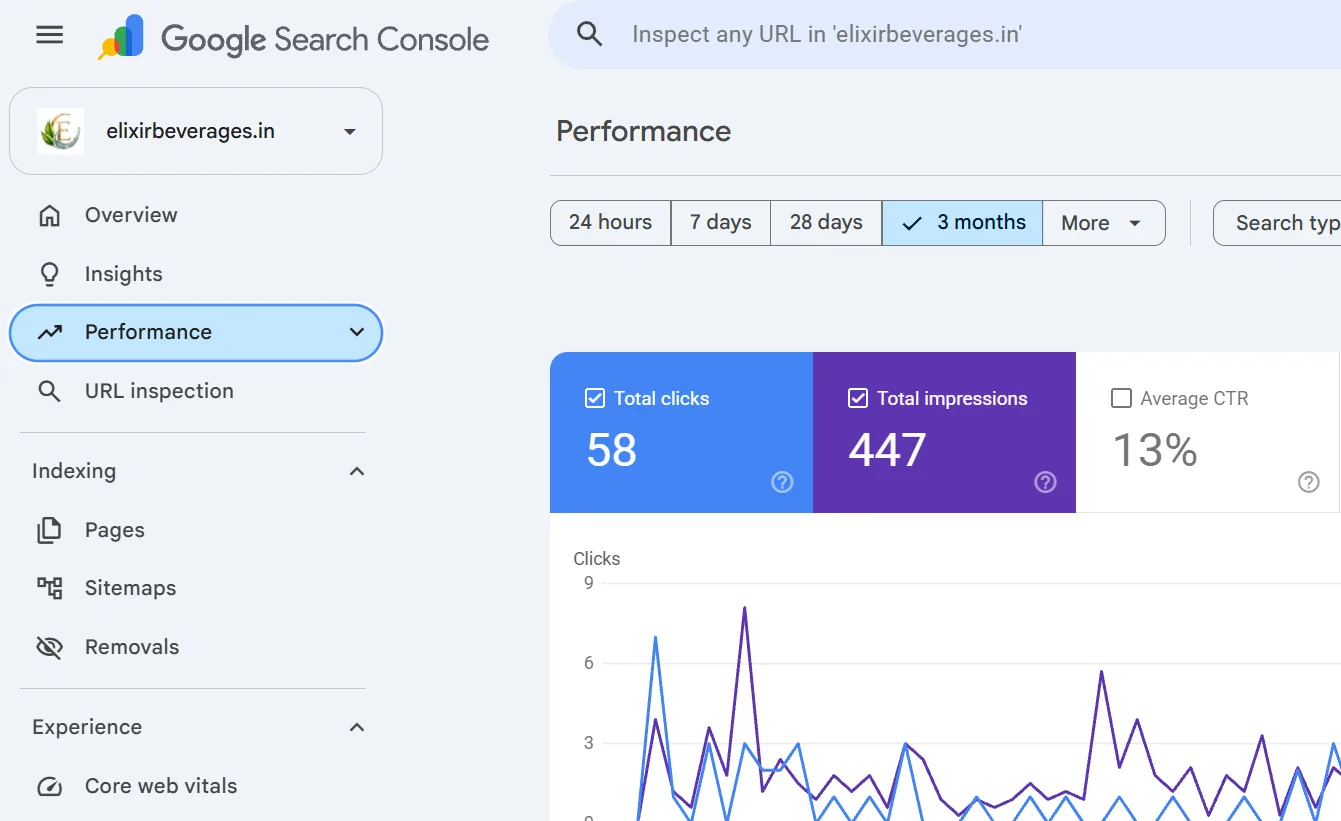 Google Search Console
Inspect any URL in 'elixirbeverages.in'
E
elixirbeverages.in
Overview
Insights
Performance
URL inspection
Indexing
Pages
Sitemaps
Removals
Experience
Core web vitals
Performance
24 hours
7 days
28 days
3 months
More
Search typ
Total clicks
58
Total impressions
447
Average CTR
13%
Clicks
9
6
3
0